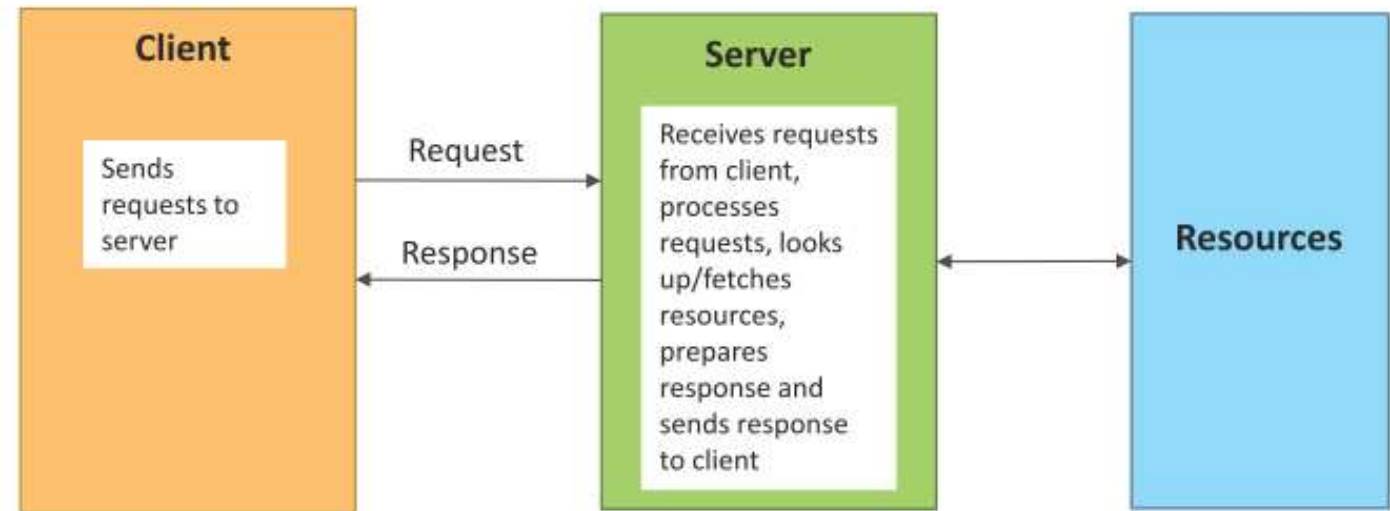 Client
Sends
requests to
server
Request
Response
Server
Receives requests
from client,
processes
requests, looks
up/fetches
resources,
prepares
response and
sends response
to client
Resources